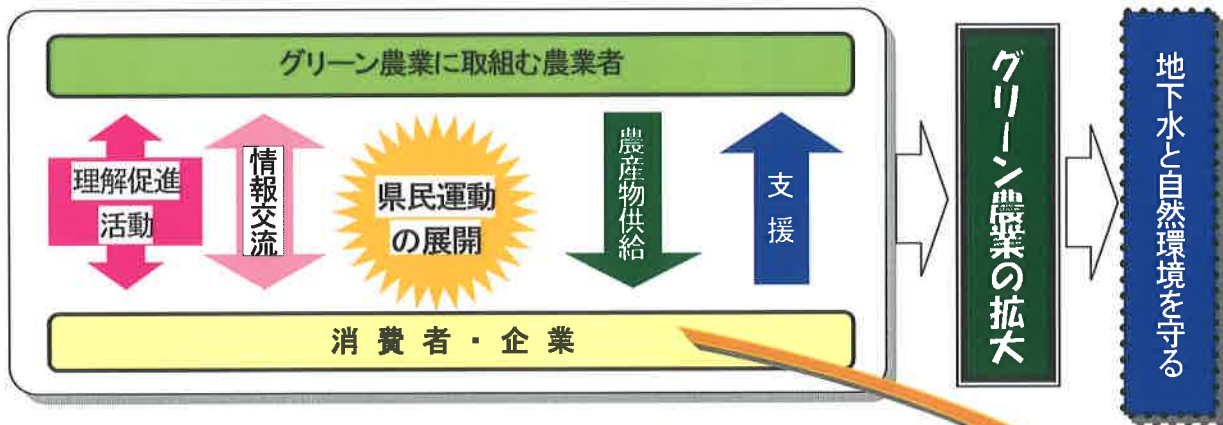 グリーン農業に取組む農業者
理解促進
活動
情報交流
県民運動
の展開
農産物供給
支援
消費者・企業
グリーン農業の拡大
地下水と自然環境を守る